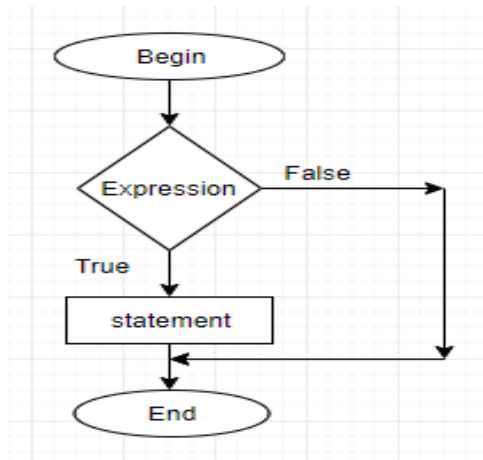 Begin
Expression
False
True
statement
End